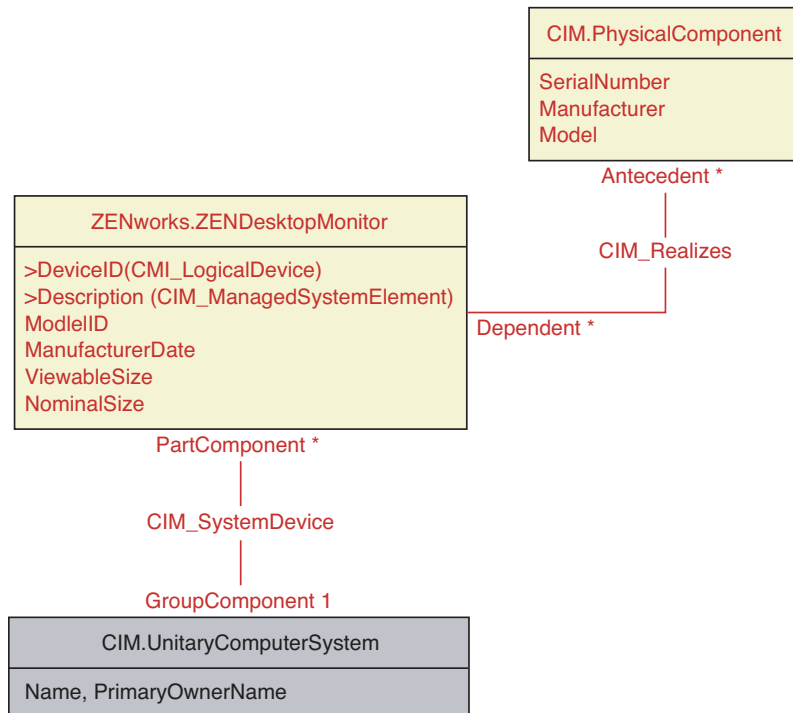 CIM.PhysicalComponent
SerialNumber
Manufacturer
Model
Antecedent *
CIM_Realizes
Dependent *
ZENworks.ZENDesktopMonitor
>DeviceID(CMI_LogicalDevice)
>Description (CIM_ManagedSystemElement)
ModleID
ManufacturerDate
ViewableSize
NominalSize
PartComponent *
CIM_SystemDevice
GroupComponent 1
CIM.UnitaryComputerSystem
Name, PrimaryOwnerName